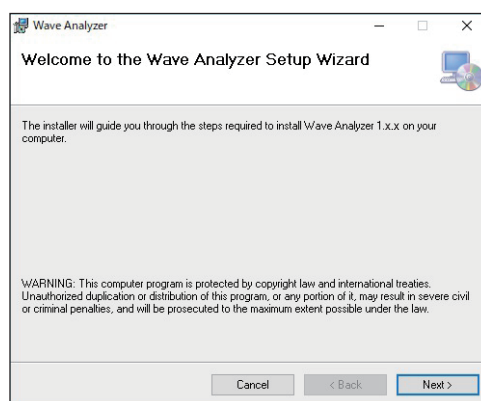 Wave Analyzer
Welcome to the Wave Analyzer Setup Wizard
The installer will guide you through the steps required to install Wave Analyzer 1.x.x on your
computer.
WARNING: This computer program is protected by copyright law and international treaties.
Unauthorized duplication or distribution of this program, or any portion of it, may result in severe civil
or criminal penalties, and will be prosecuted to the maximum extent possible under the law.
Cancel < Back Next >